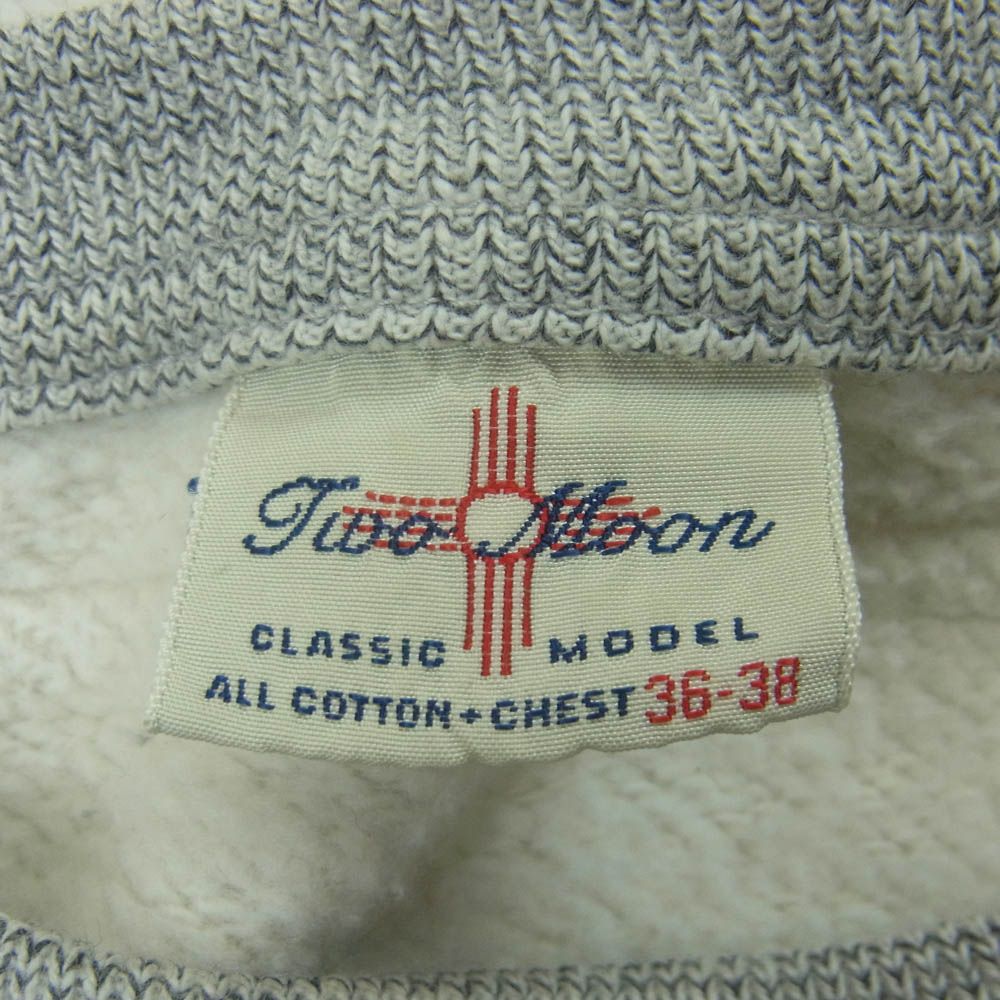 Two Moon
CLASSIC MODEL
ALL COTTON + CHEST 36-38